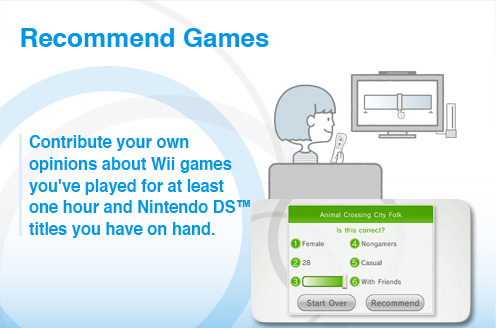 Recommend Games
Contribute your own
opinions about Wii games
you've played for at least
one hour and Nintendo DS™
titles you have on hand.
Animal Crossing City Folk
Is this correct?
1 Female
4 Nongamers
2 28
5 Casual
3
6 With Friends
Start Over
Recommend